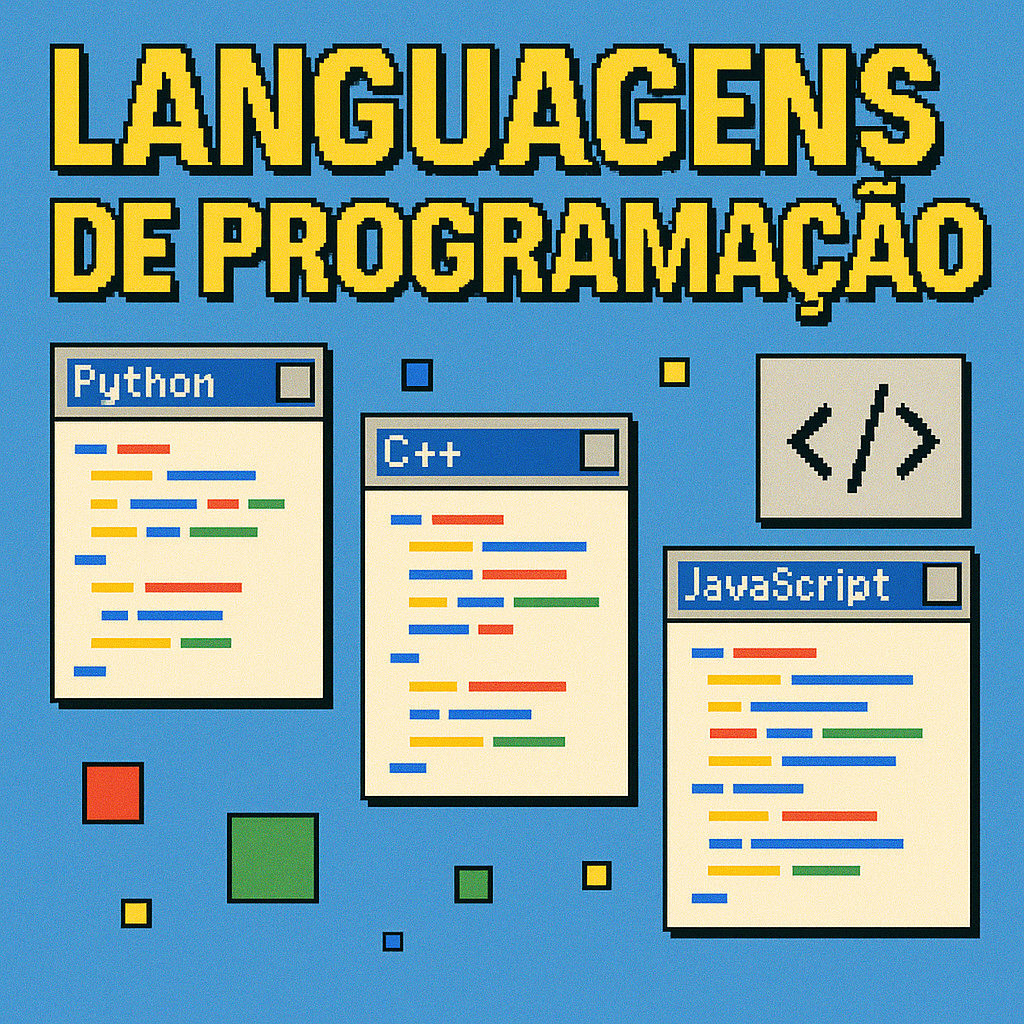 LANGUAGENS
DE PROGRAMAÇÃO
Python
C++
</>
JavaScript